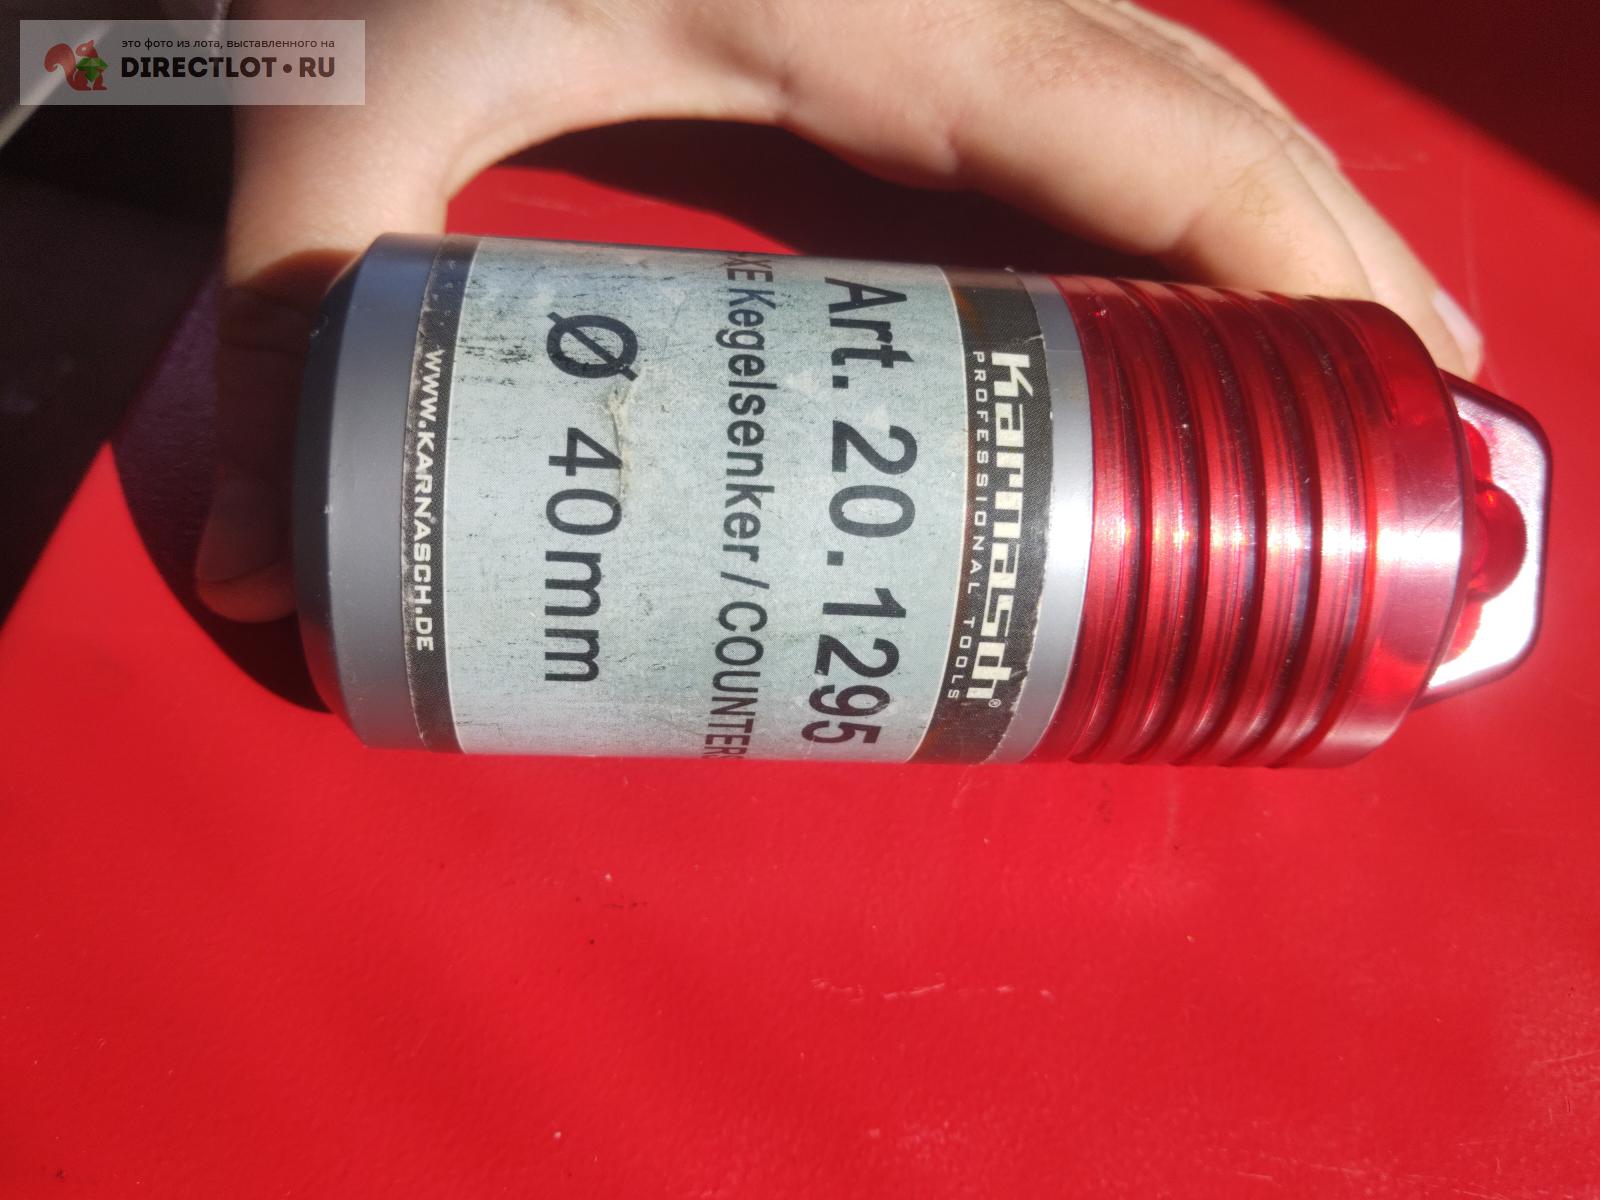 это фото из лота, выставленного на
DIRECTLOT.RU
Karnasch®
PROFESSIONAL TOOLS
Art. 20.1295
Kegelsenker / COUNTERS
Ø 40mm
WWW.KARNASCH.DE